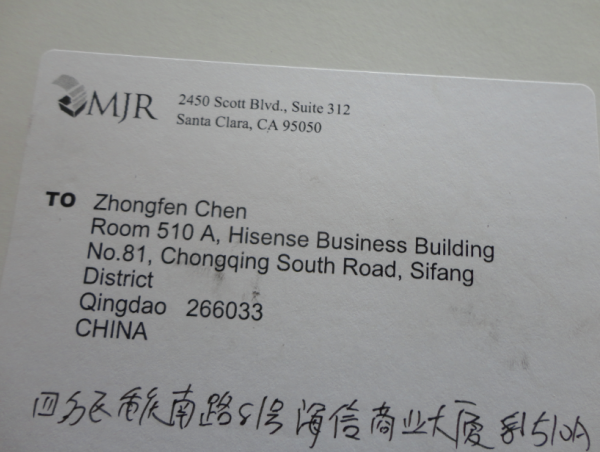 MJR
2450 Scott Blvd., Suite 312
Santa Clara, CA 95050
TO Zhongfen Chen
Room 510 A, Hisense Business Building
No.81, Chongqing South Road, Sifang
District
Qingdao 266033
CHINA
四方区重庆南路81号海信商业大厦510A